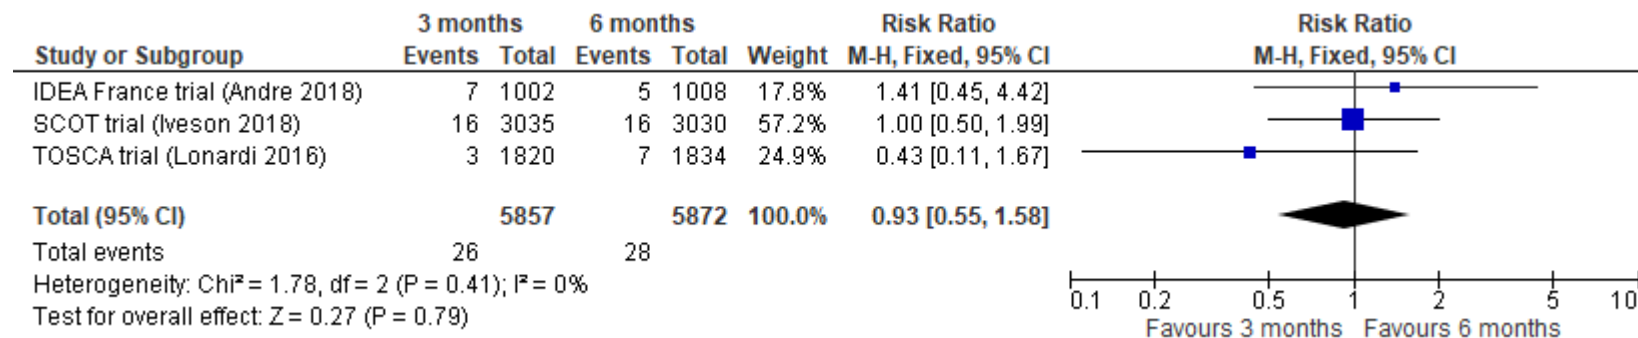 3 months 6 months Risk Ratio Risk Ratio
Study or Subgroup Events Total Events Total Weight M-H, Fixed, 95% CI M-H, Fixed, 95% CI
IDEA France trial (Andre 2018) 7 1002 5 1008 17.8% 1.41 [0.45, 4.42]
SCOT trial (Iveson 2018) 16 3035 16 3030 57.2% 1.00 [0.50, 1.99]
TOSCA trial (Lonardi 2016) 3 1820 7 1834 24.9% 0.43 [0.11, 1.67]
Total (95% CI) 5857 5872 100.0% 0.93 [0.55, 1.58]
Total events 26 28
Heterogeneity: Chi² = 1.78, df = 2 (P = 0.41); I² = 0%
Test for overall effect: Z = 0.27 (P = 0.79)
0.1 0.2 0.5 1 2 5 10
Favours 3 months Favours 6 months